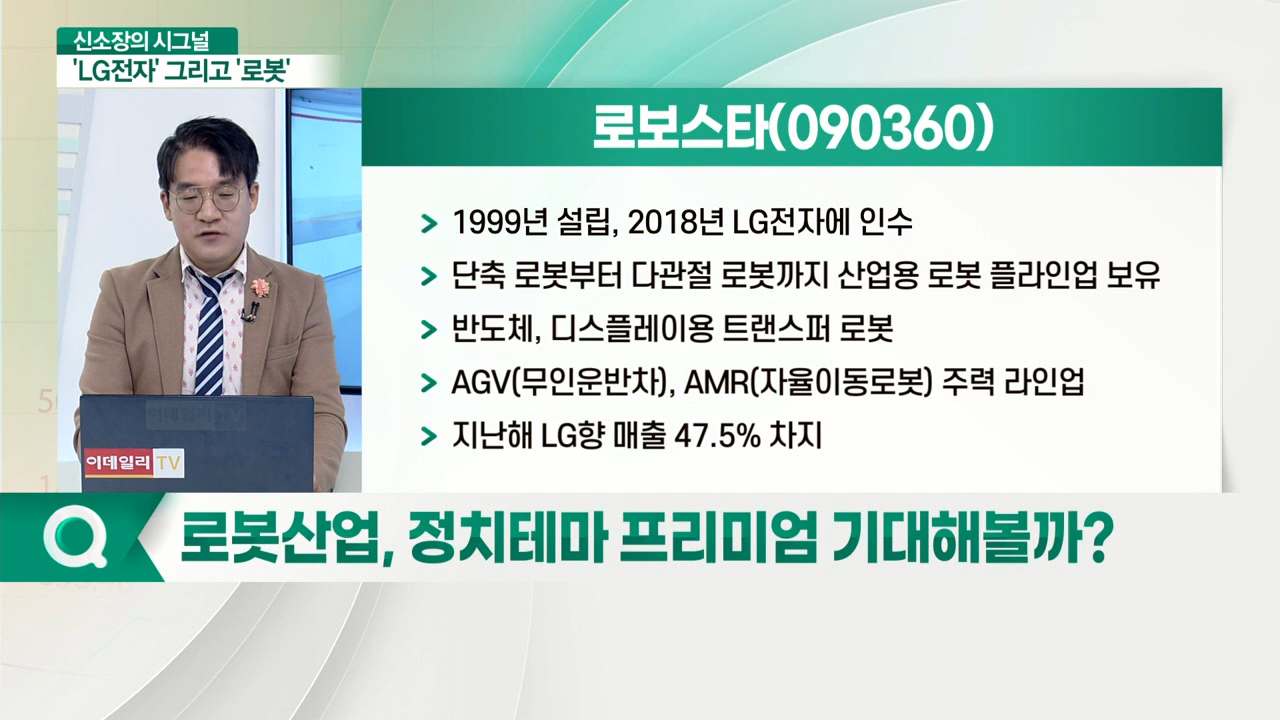 신소장의 시그널
'LG전자' 그리고 '로봇'
로보스타(090360)
> 1999년 설립, 2018년 LG전자에 인수
> 단축 로봇부터 다관절 로봇까지 산업용 로봇 플라인업 보유
> 반도체, 디스플레이용 트랜스퍼 로봇
> AGV(무인운반차), AMR(자율이동로봇) 주력 라인업
> 지난해 LG향 매출 47.5% 차지
이데일리 TV
로봇산업, 정치테마 프리미엄 기대해볼까?